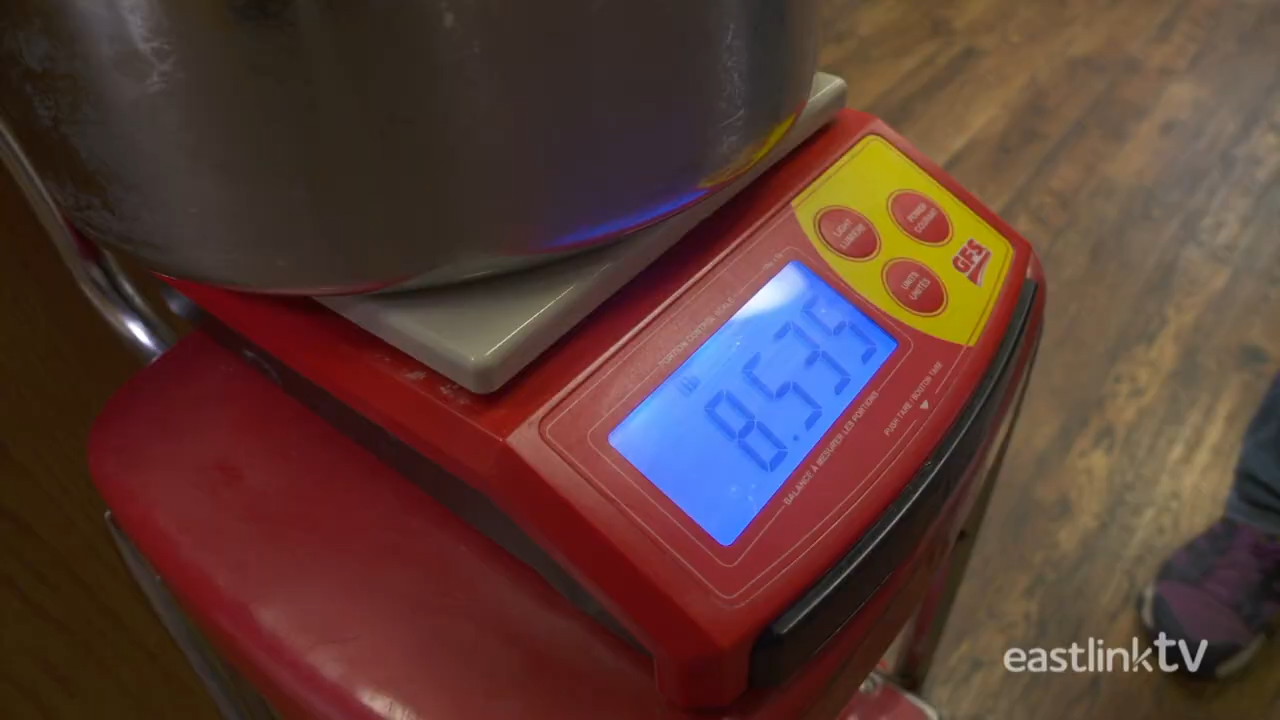 LIGHT
LUMIÈRE
POWER
COURANT
UNITS
UNITÉS
GFS
PORTION CONTROL SCALE
lb
8.535
BALANCE À MESURER LES PORTIONS
PUSH TARE / BOUTON TARE
eastlinktv